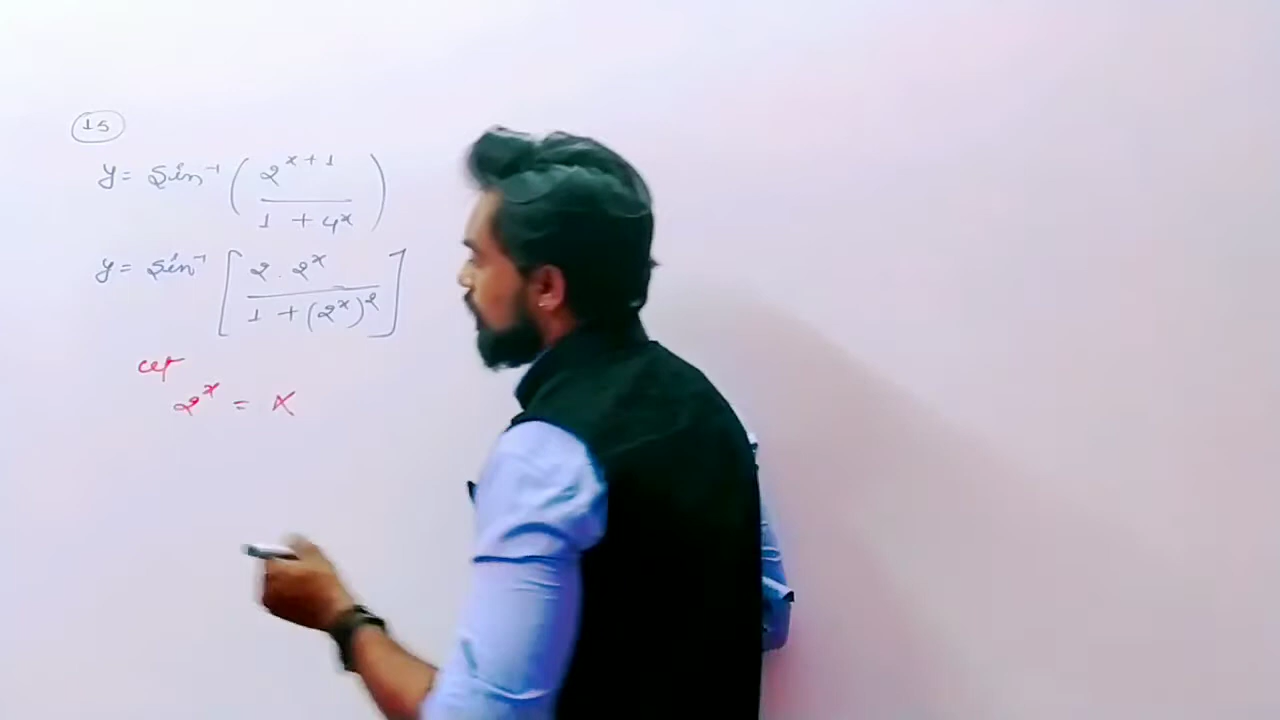 15
y = Sin⁻¹ ( 2^(x+1) / (1 + 4^x) )
y = Sin⁻¹ [ 2 . 2^x / (1 + (2^x)^2) ]
let
2^x =